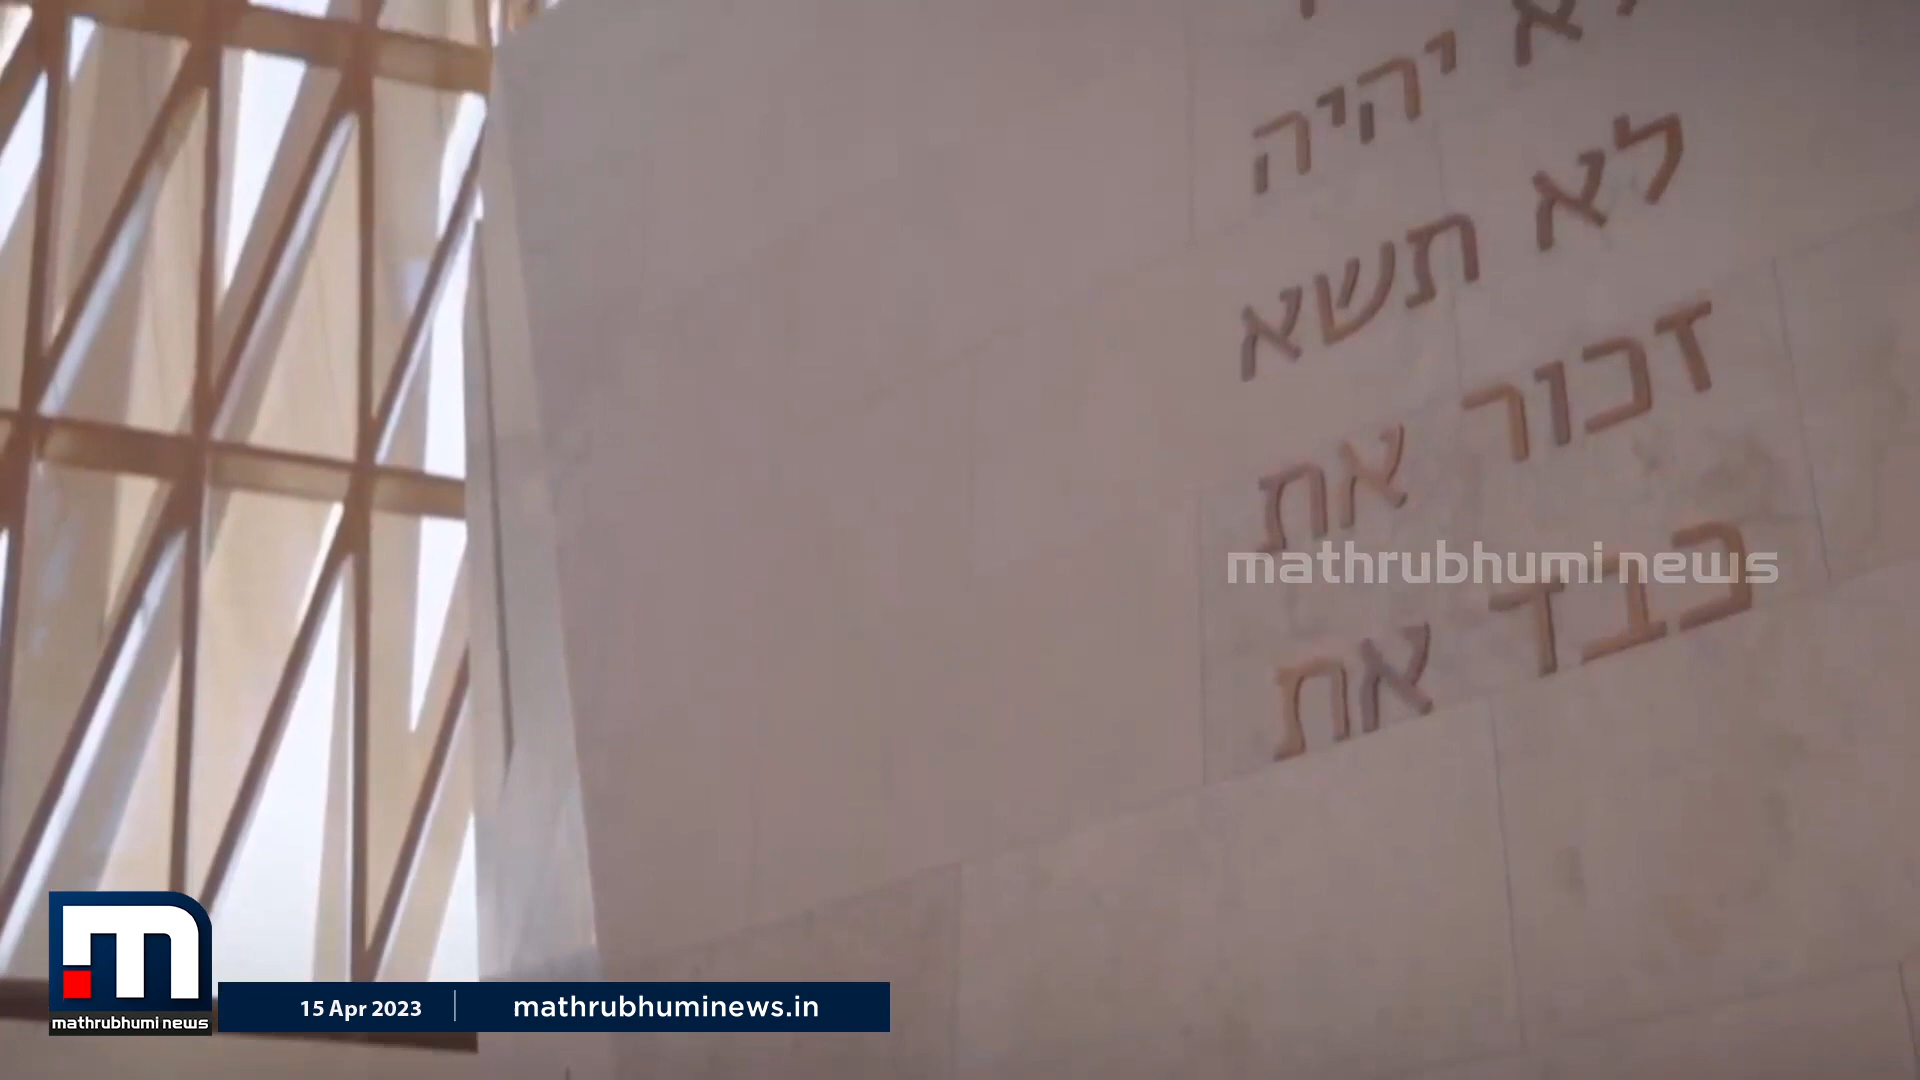 לא יהיה
לא תשא
זכור את
כבד את
mathrubhumi news
mathrubhumi news
15 Apr 2023
mathrubhuminews.in